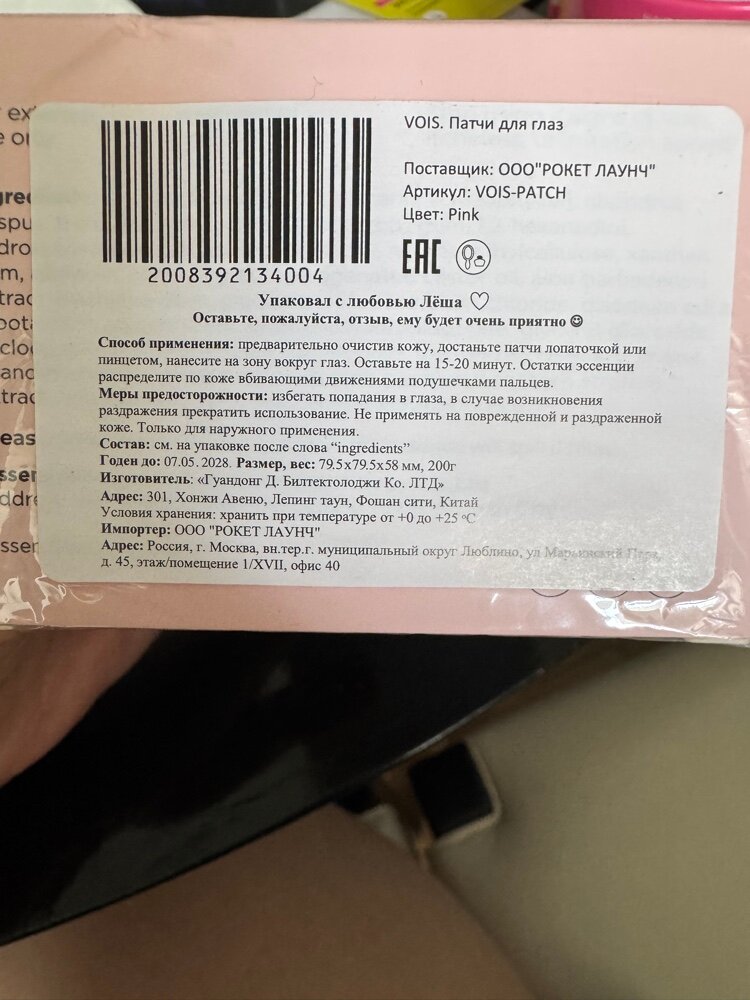 VOIS. Патчи для глаз
Поставщик: ООО"РОКЕТ ЛАУНЧ"
Артикул: VOIS-PATCH
Цвет: Pink
EAC
2008392134004
Упаковал с любовью Лёша ♡
Оставьте, пожалуйста, отзыв, ему будет очень приятно ☺
Способ применения: предварительно очистив кожу, достаньте патчи лопаточкой или
пинцетом, нанесите на зону вокруг глаз. Оставьте на 15-20 минут. Остатки эссенции
распределите по коже вбивающими движениями подушечками пальцев.
Меры предосторожности: избегать попадания в глаза, в случае возникновения
раздражения прекратить использование. Не применять на поврежденной и раздраженной
коже. Только для наружного применения.
Состав: см. на упаковке после слова “ingredients”
Годен до: 07.05. 2028. Размер, вес: 79.5х79.5х58 мм, 200г
Изготовитель: «Гуандонг Д. Билтектолоджи Ко. ЛТД»
Адрес: 301, Хонжи Авеню, Лепинг таун, Фошан сити, Китай
Условия хранения: хранить при температуре от +0 до +25 °C
Импортер: ООО "РОКЕТ ЛАУНЧ"
Адрес: Россия, г. Москва, вн.тер.г. муниципальный округ Люблино, ул Марьинский Парк,
д. 45, этаж/помещение 1/XVII, офис 40